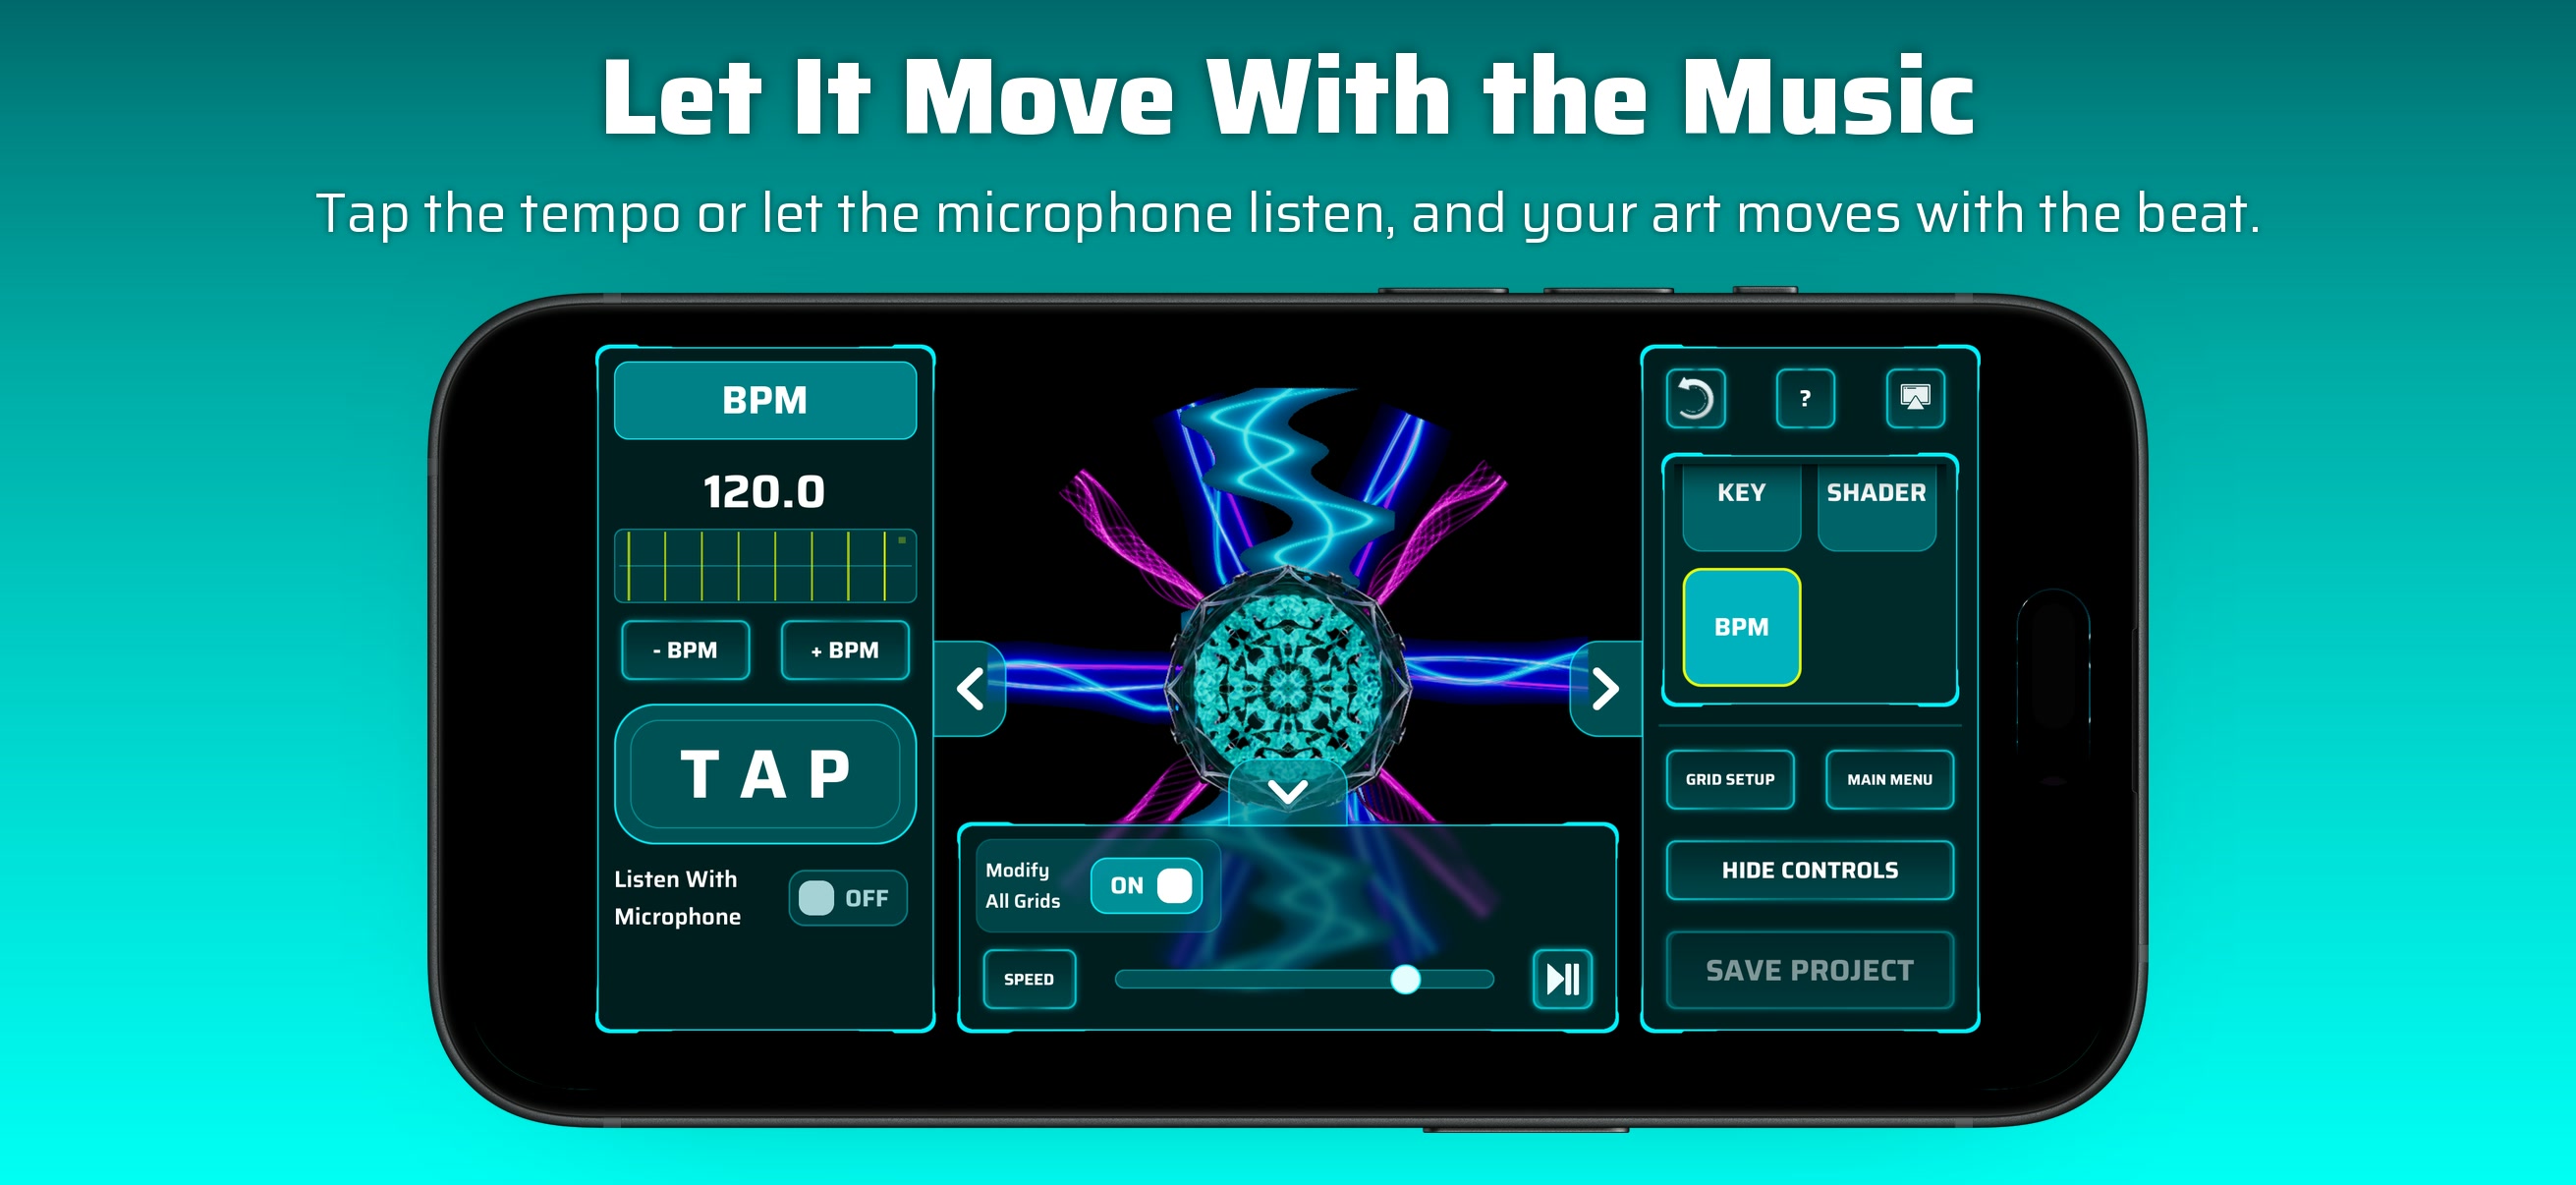 Let It Move With the Music
Tap the tempo or let the microphone listen, and your art moves with the beat.
BPM
120.0
- BPM
+ BPM
TAP
Listen With
Microphone
OFF
Modify
All Grids
ON
SPEED
?
KEY
SHADER
BPM
GRID SETUP
MAIN MENU
HIDE CONTROLS
SAVE PROJECT